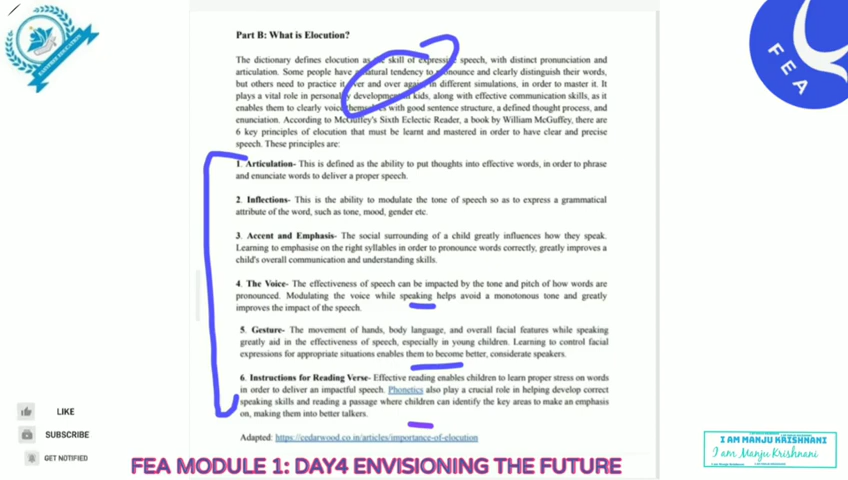 Part B: What is Elocution?
The dictionary defines elocution as the skill of expressive speech, with distinct pronunciation and
articulation. Some people have a natural tendency to pronounce and clearly distinguish their words,
but others need to practice it over and over again in different simulations, in order to master it. It
plays a vital role in personality development of kids, along with effective communication skills, as it
enables them to clearly voice themselves with good sentence structure, a defined thought process, and
enunciation. According to McGuffey's Sixth Eclectic Reader, a book by William McGuffey, there are
6 key principles of elocution that must be learnt and mastered in order to have clear and precise
speech. These principles are:
1. Articulation- This is defined as the ability to put thoughts into effective words, in order to phrase
and enunciate words to deliver a proper speech.
2. Inflections- This is the ability to modulate the tone of speech so as to express a grammatical
attribute of the word, such as tone, mood, gender etc.
3. Accent and Emphasis- The social surrounding of a child greatly influences how they speak.
Learning to emphasise on the right syllables in order to pronounce words correctly, greatly improves a
child's overall communication and understanding skills.
4. The Voice- The effectiveness of speech can be impacted by the tone and pitch of how words are
pronounced. Modulating the voice while speaking helps avoid a monotonous tone and greatly
improves the impact of the speech.
5. Gesture- The movement of hands, body language, and overall facial features while speaking
greatly aid in the effectiveness of speech, especially in young children. Learning to control facial
expressions for appropriate situations enables them to become better, considerate speakers.
6. Instructions for Reading Verse- Effective reading enables children to learn proper stress on words
in order to deliver an impactful speech. Phonetics also play a crucial role in helping develop correct
speaking skills and reading a passage where children can identify the key areas to make an emphasis
on, making them into better talkers.
Adapted: https://cedarwood.co.in/articles/importance-of-elocution
FEA
LIKE
SUBSCRIBE
GET NOTIFIED
FEA MODULE 1: DAY4 ENVISIONING THE FUTURE
I AM MANJU KRISHNANI
I am Manju Krishnani